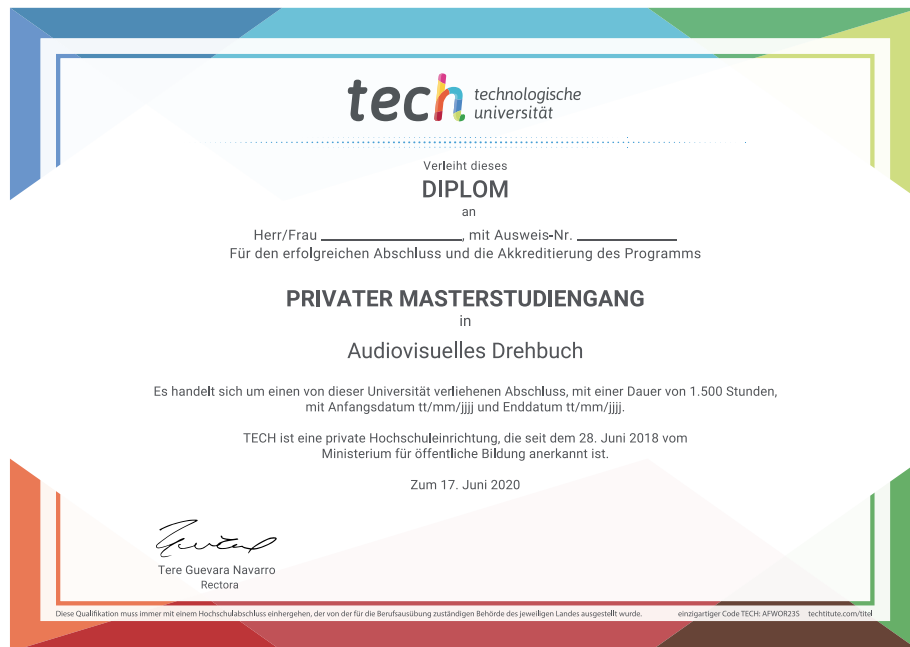 tech technologische
universität
Verleiht dieses
DIPLOM
an
Herr/Frau ____________, mit Ausweis-Nr. ____________
Für den erfolgreichen Abschluss und die Akkreditierung des Programms
PRIVATER MASTERSTUDIENGANG
in
Audiovisuelles Drehbuch
Es handelt sich um einen von dieser Universität verliehenen Abschluss, mit einer Dauer von 1.500 Stunden,
mit Anfangsdatum tt/mm/jjjj und Enddatum tt/mm/jjjj.
TECH ist eine private Hochschuleinrichtung, die seit dem 28. Juni 2018 vom
Ministerium für öffentliche Bildung anerkannt ist.
Zum 17. Juni 2020
Tere Guevara Navarro
Rectora
Diese Qualifikation muss immer mit einem Hochschulabschluss einhergehen, der von der für die Berufsausübung zuständigen Behörde des jeweiligen Landes ausgestellt wurde. einzigartiger Code TECH: AFWOR23S techtitute.com/titel